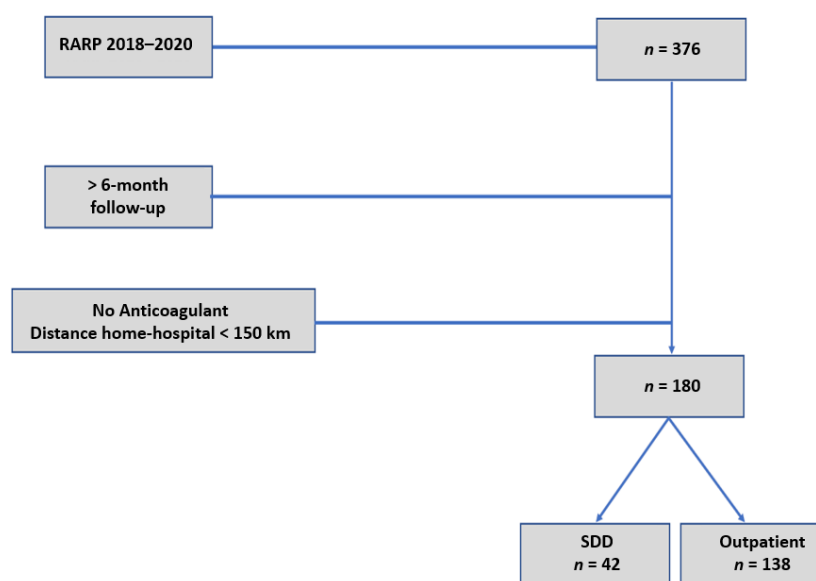 RARP 2018–2020
n = 376
> 6-month
follow-up
No Anticoagulant
Distance home-hospital < 150 km
n = 180
SDD
n = 42
Outpatient
n = 138